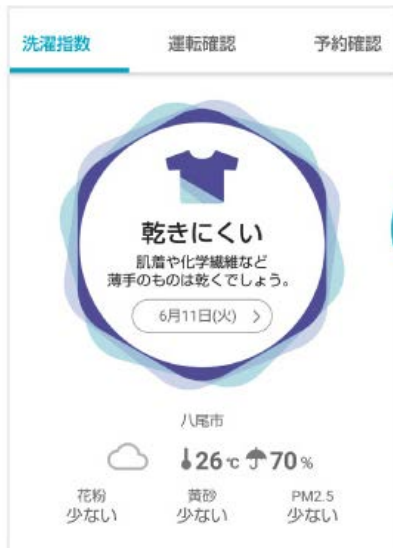 洗濯指数 運転確認 予約確認
乾きにくい
肌着や化学繊維など
薄手のものは乾くでしょう。
6月11日(火) >
八尾市
26℃ 70%
花粉 黄砂 PM2.5
少ない 少ない 少ない